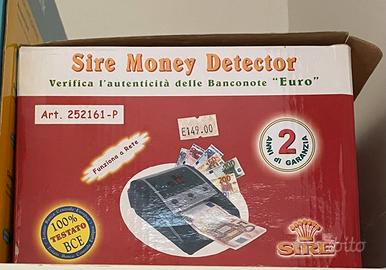 Sire Money Detector
Verifica l'autenticità delle Banconote "Euro"
Art. 252161-P
£149.00
Funziona a Rete
2
ANNI di GARANZIA
100%
TESTATO
BCE
SIRE
subito